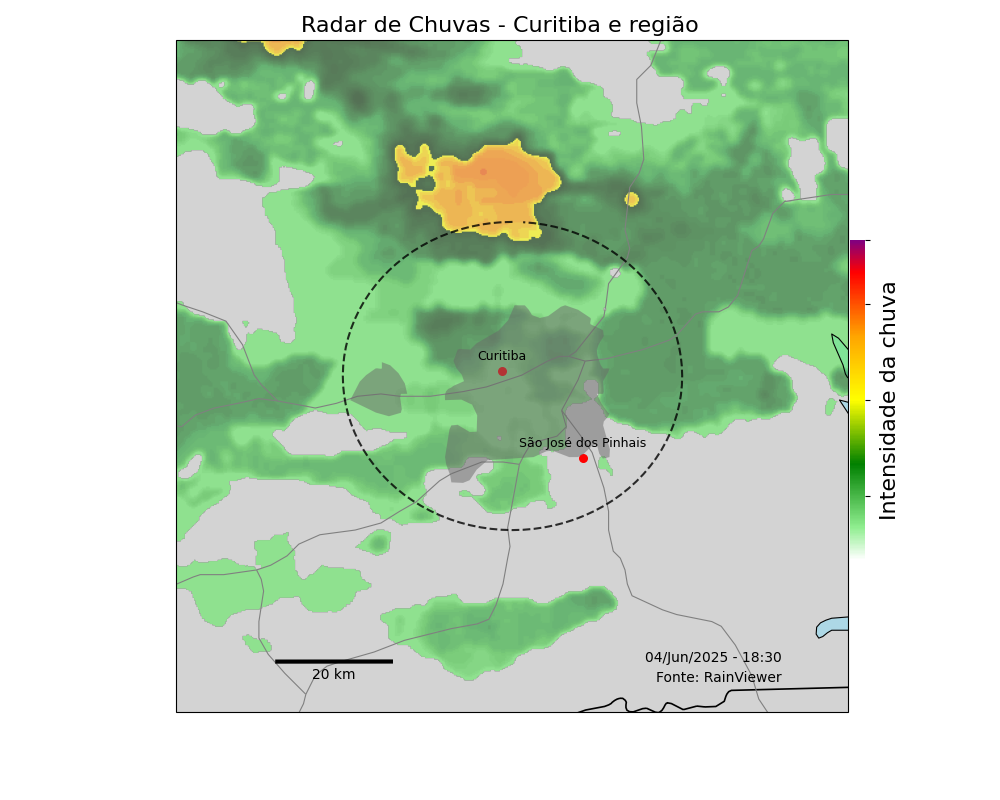 Radar de Chuvas - Curitiba e região
Curitiba
São José dos Pinhais
Intensidade da chuva
04/Jun/2025 - 18:30
Fonte: RainViewer
20 km